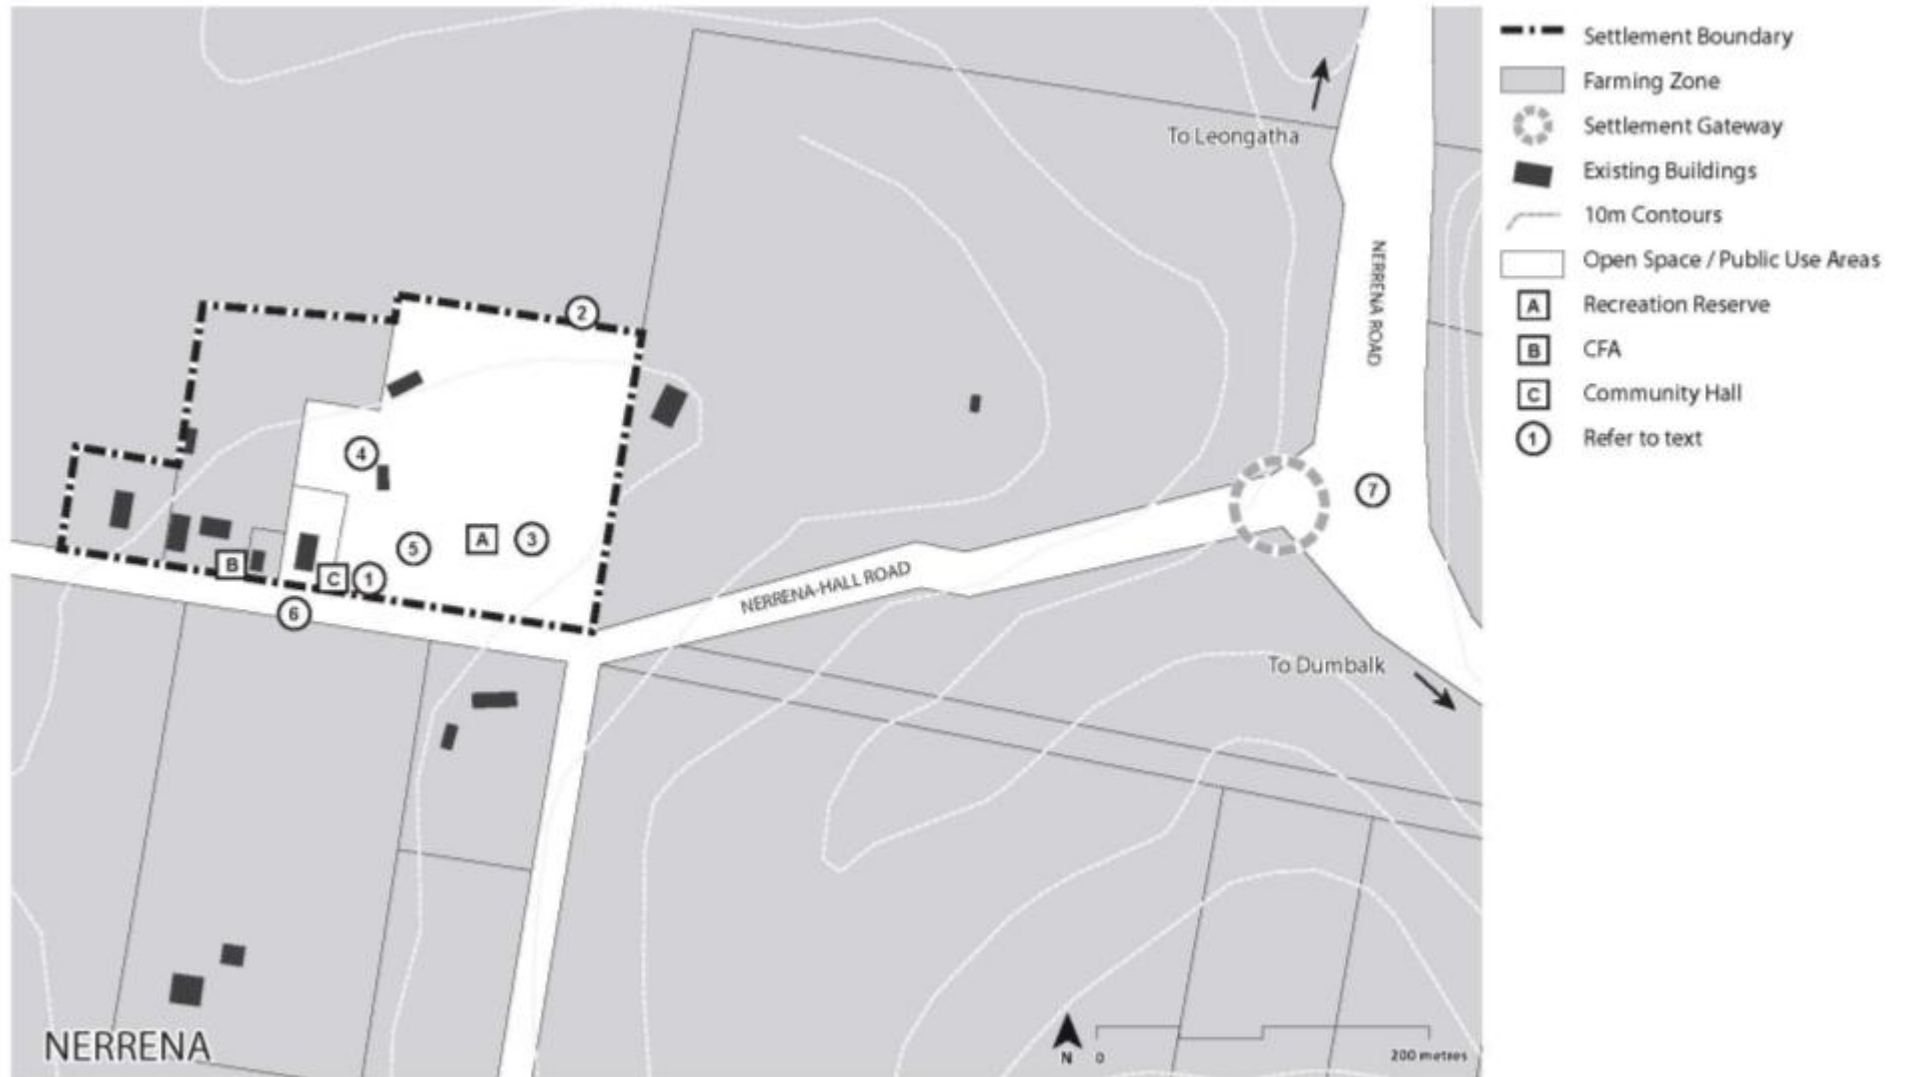 Settlement Boundary
Farming Zone
Settlement Gateway
Existing Buildings
10m Contours
Open Space / Public Use Areas
A Recreation Reserve
B CFA
C Community Hall
1 Refer to text
To Leongatha
NERRENA ROAD
2
4
7
5
A
3
B
C
1
6
NERRENA-HALL ROAD
To Dumbalk
NERRENA
N 0 200 metres